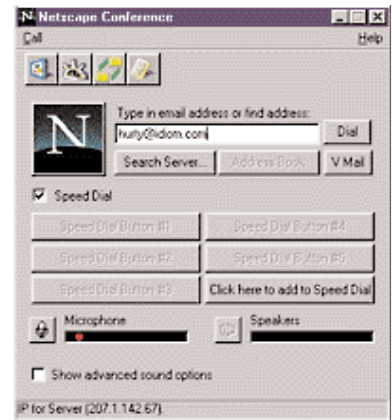 Netscape Conference
Call Help
N
Type in email address or find address:
hurty@idiom.com Dial
Search Server... Address Book V Mail
Speed Dial
Speed Dial Button #1 Speed Dial Button #4
Speed Dial Button #2 Speed Dial Button #5
Speed Dial Button #3 Click here to add to Speed Dial
Microphone Speakers
Show advanced sound options
IP for Server (207.1.142.67).